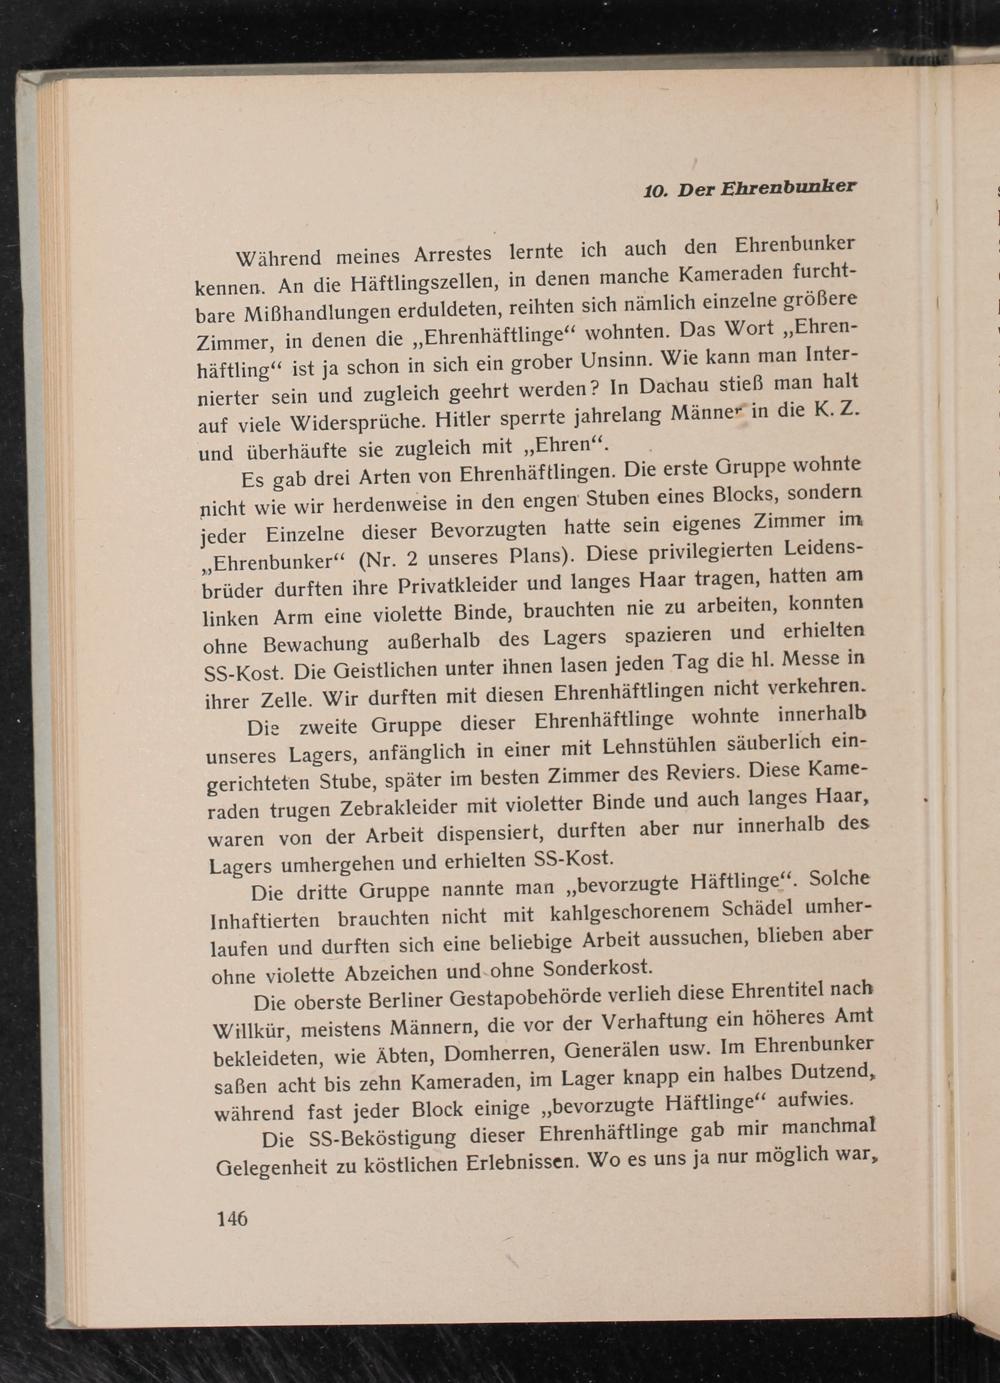 10. Der Ehrenbunker
Während meines Arrestes lernte ich auch den Ehrenbunker
kennen. An die Häftlingszellen, in denen manche Kameraden furcht-
bare Mißhandlungen erduldeten, reihten sich nämlich einzelne größere
Zimmer, in denen die „Ehrenhäftlinge“ wohnten. Das Wort „Ehren-
häftling“ ist ja schon in sich ein grober Unsinn. Wie kann man Inter-
nierter sein und zugleich geehrt werden? In Dachau stieß man halt
auf viele Widersprüche. Hitler sperrte jahrelang Männer in die K. Z.
und überhäufte sie zugleich mit „Ehren“.
Es gab drei Arten von Ehrenhäftlingen. Die erste Gruppe wohnte
nicht wie wir herdenweise in den engen Stuben eines Blocks, sondern
jeder Einzelne dieser Bevorzugten hatte sein eigenes Zimmer im
„Ehrenbunker“ (Nr. 2 unseres Plans). Diese privilegierten Leidens-
brüder durften ihre Privatkleider und langes Haar tragen, hatten am
linken Arm eine violette Binde, brauchten nie zu arbeiten, konnten
ohne Bewachung außerhalb des Lagers spazieren und erhielten
SS-Kost. Die Geistlichen unter ihnen lasen jeden Tag die hl. Messe in
ihrer Zelle. Wir durften mit diesen Ehrenhäftlingen nicht verkehren.
Die zweite Gruppe dieser Ehrenhäftlinge wohnte innerhalb
unseres Lagers, anfänglich in einer mit Lehnstühlen säuberlich ein-
gerichteten Stube, später im besten Zimmer des Reviers. Diese Kame-
raden trugen Zebrakleider mit violetter Binde und auch langes Haar,
waren von der Arbeit dispensiert, durften aber nur innerhalb des
Lagers umhergehen und erhielten SS-Kost.
Die dritte Gruppe nannte man „bevorzugte Häftlinge“. Solche
Inhaftierten brauchten nicht mit kahlgeschorenem Schädel umher-
laufen und durften sich eine beliebige Arbeit aussuchen, blieben aber
ohne violette Abzeichen und ohne Sonderkost.
Die oberste Berliner Gestapobehörde verlieh diese Ehrentitel nach
Willkür, meistens Männern, die vor der Verhaftung ein höheres Amt
bekleideten, wie Äbten, Domherren, Generälen usw. Im Ehrenbunker
saßen acht bis zehn Kameraden, im Lager knapp ein halbes Dutzend,
während fast jeder Block einige „bevorzugte Häftlinge“ aufwies.
Die SS-Beköstigung dieser Ehrenhäftlinge gab mir manchmal
Gelegenheit zu köstlichen Erlebnissen. Wo es uns ja nur möglich war,
146